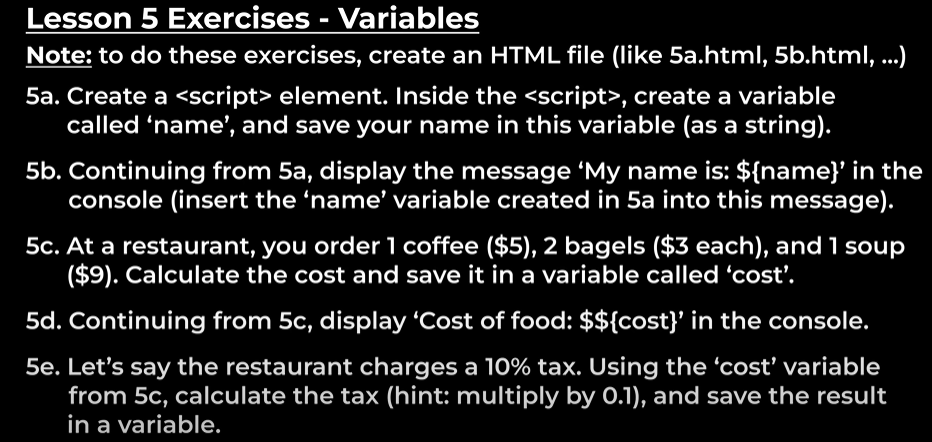 Lesson 5 Exercises - Variables
Note: to do these exercises, create an HTML file (like 5a.html, 5b.html, ...)
5a. Create a <script> element. Inside the <script>, create a variable
called ‘name’, and save your name in this variable (as a string).
5b. Continuing from 5a, display the message ‘My name is: ${name}’ in the
console (insert the ‘name’ variable created in 5a into this message).
5c. At a restaurant, you order 1 coffee ($5), 2 bagels ($3 each), and 1 soup
($9). Calculate the cost and save it in a variable called ‘cost’.
5d. Continuing from 5c, display ‘Cost of food: $${cost}’ in the console.
5e. Let’s say the restaurant charges a 10% tax. Using the ‘cost’ variable
from 5c, calculate the tax (hint: multiply by 0.1), and save the result
in a variable.